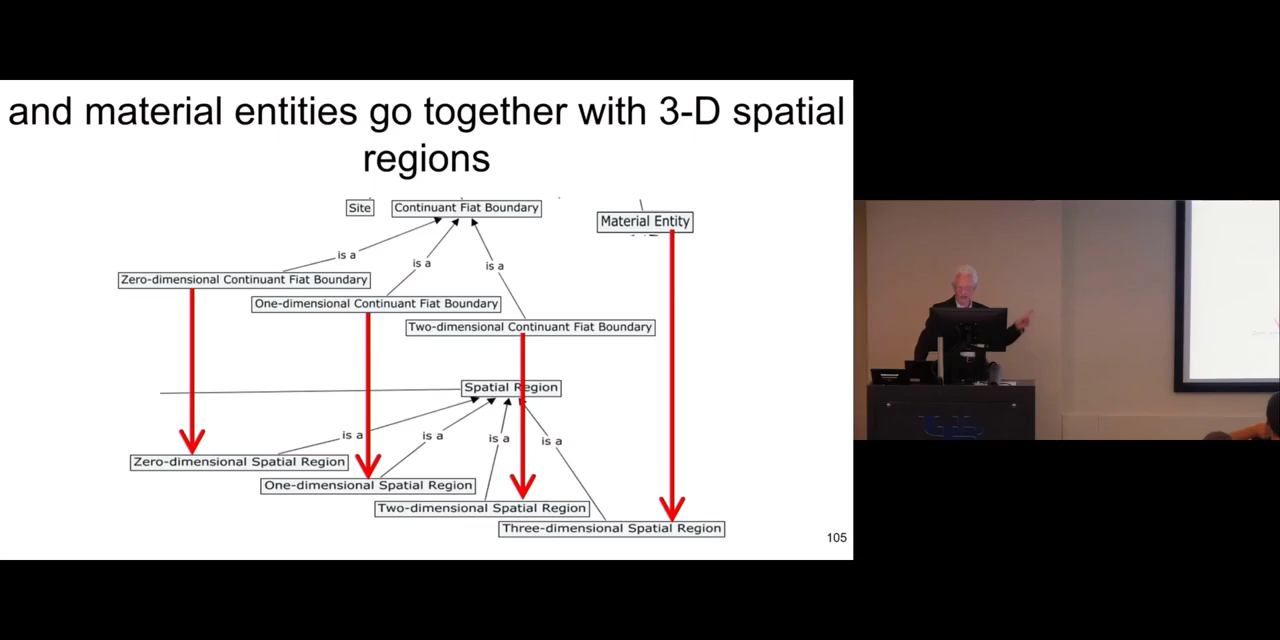 and material entities go together with 3-D spatial
regions
Site
Continuant Fiat Boundary
Material Entity
is a
is a
is a
Zero-dimensional Continuant Fiat Boundary
One-dimensional Continuant Fiat Boundary
Two-dimensional Continuant Fiat Boundary
Spatial Region
is a
is a
is a
is a
Zero-dimensional Spatial Region
One-dimensional Spatial Region
Two-dimensional Spatial Region
Three-dimensional Spatial Region
105